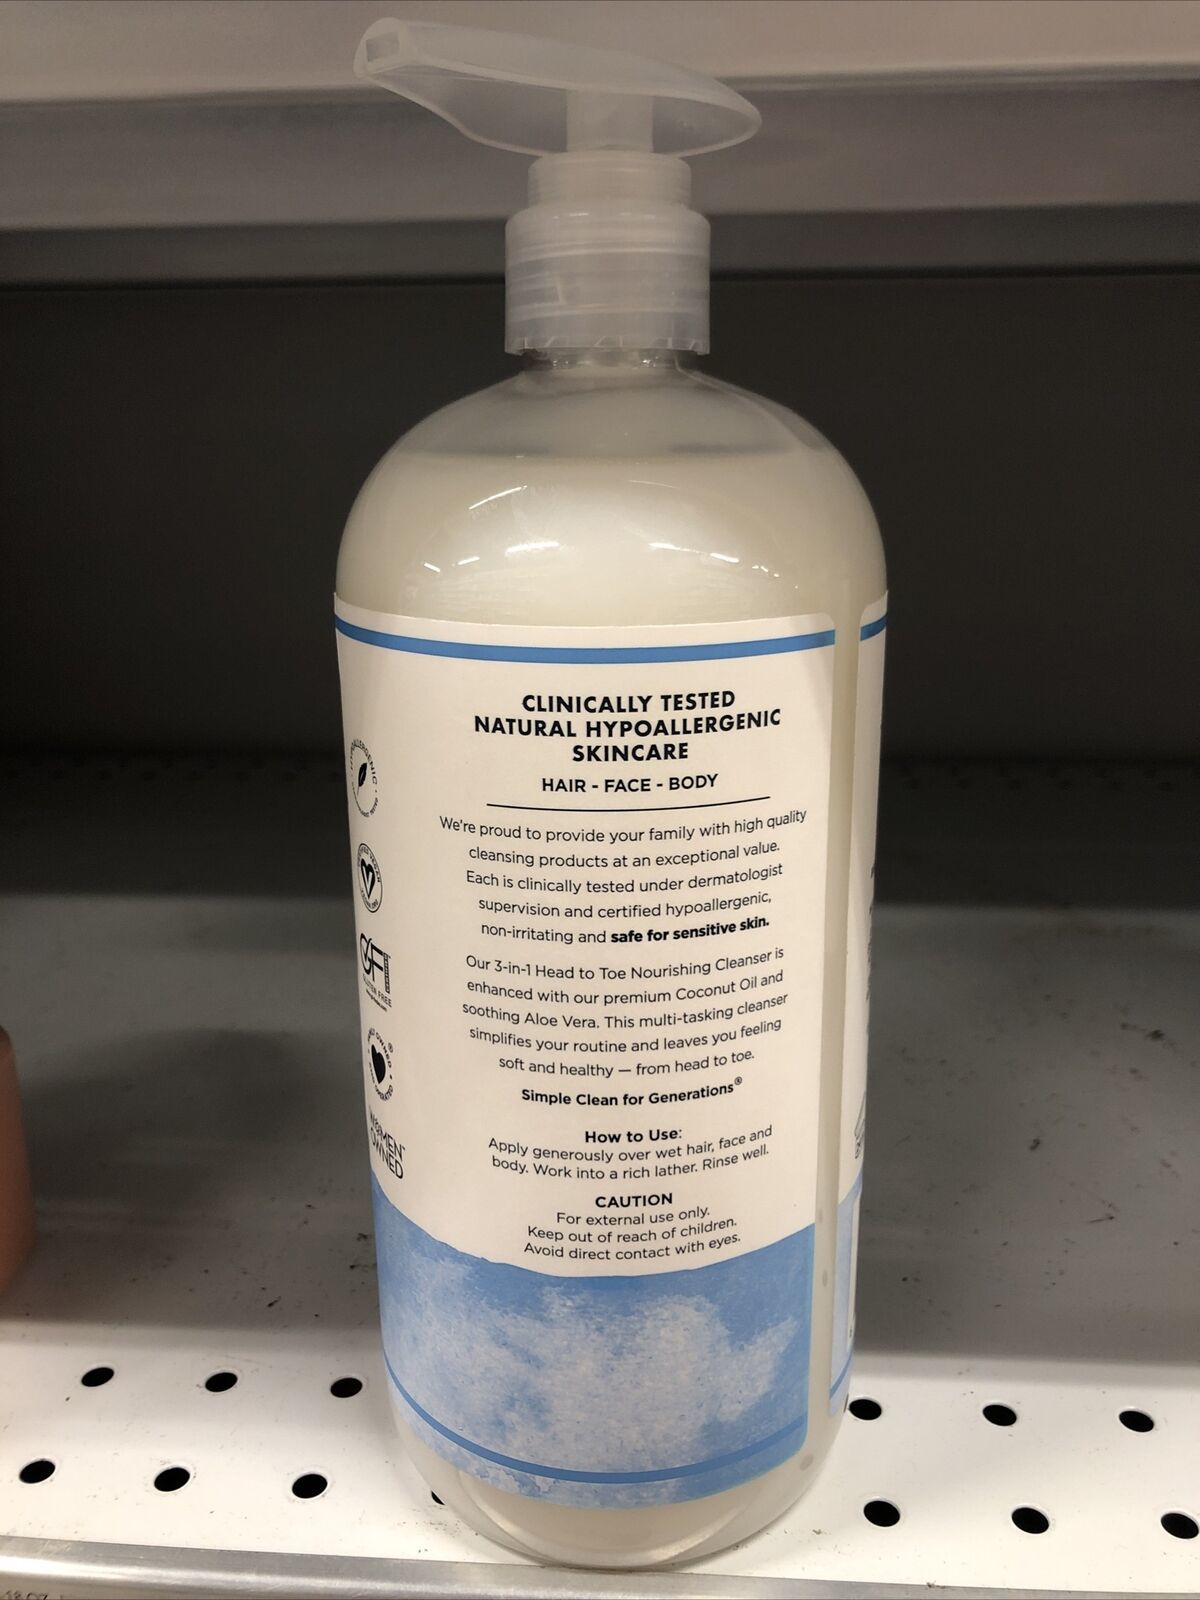 CLINICALLY TESTED
NATURAL HYPOALLERGENIC
SKINCARE
HAIR - FACE - BODY
We're proud to provide your family with high quality
cleansing products at an exceptional value.
Each is clinically tested under dermatologist
supervision and certified hypoallergenic,
non-irritating and safe for sensitive skin.
Our 3-in-1 Head to Toe Nourishing Cleanser is
enhanced with our premium Coconut Oil and
soothing Aloe Vera. This multi-tasking cleanser
simplifies your routine and leaves you feeling
soft and healthy — from head to toe.
Simple Clean for Generations®
How to Use:
Apply generously over wet hair, face and
body. Work into a rich lather. Rinse well.
CAUTION
For external use only.
Keep out of reach of children.
Avoid direct contact with eyes.
GF
WOMEN
OWNED